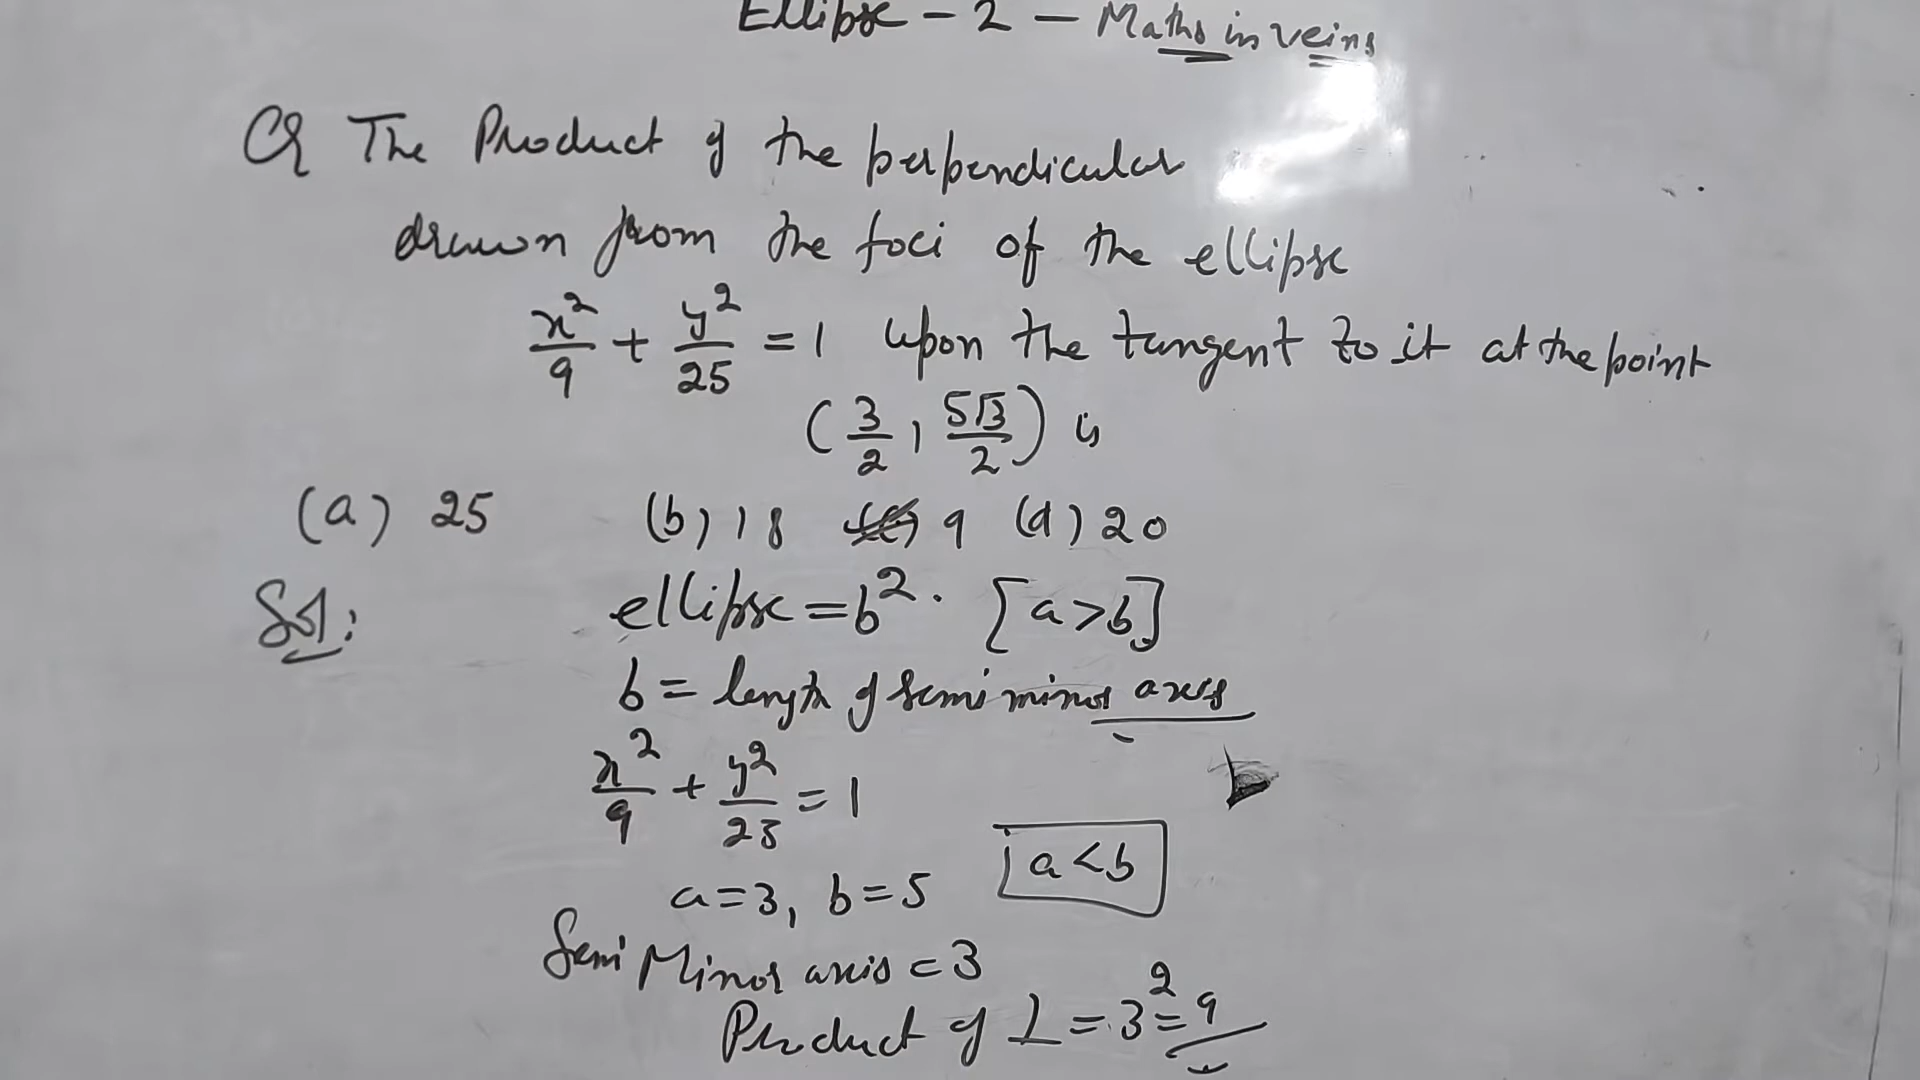 Ellipse - 2 - Maths in veins
Q The Product of the perpendicular
drawn from the foci of the ellipse
x²/9 + y²/25 = 1 upon the tangent to it at the point
(3/2, 5√3/2) is
(a) 25 (b) 18 (c) 9 (d) 20
Sol: ellipse = b². [a>b]
b = length of semi minor axis
x²/9 + y²/25 = 1
a<b
a=3, b=5
Semi Minor axis = 3
Product of ⊥ = 3² = 9